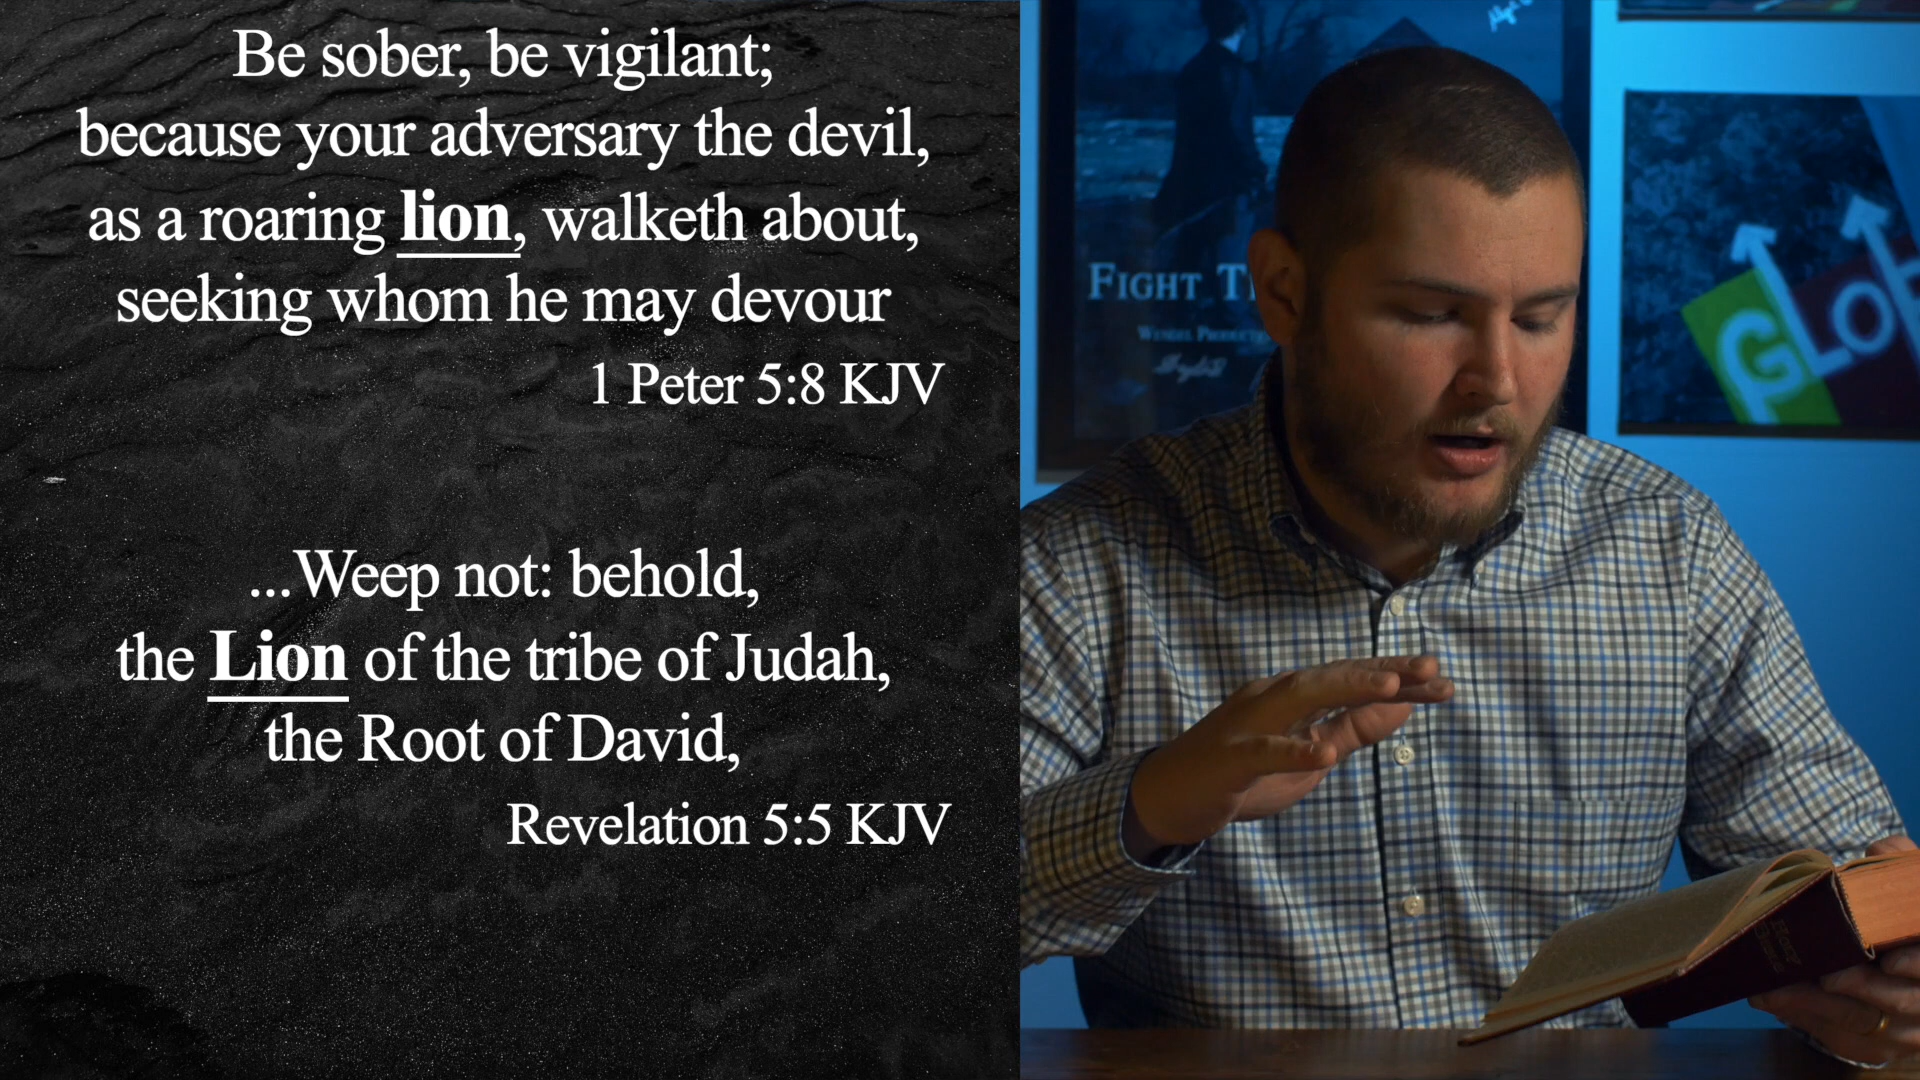 Be sober, be vigilant;
because your adversary the devil,
as a roaring lion, walketh about,
seeking whom he may devour
1 Peter 5:8 KJV
...Weep not: behold,
the Lion of the tribe of Judah,
the Root of David,
Revelation 5:5 KJV
FIGHT T
GLO